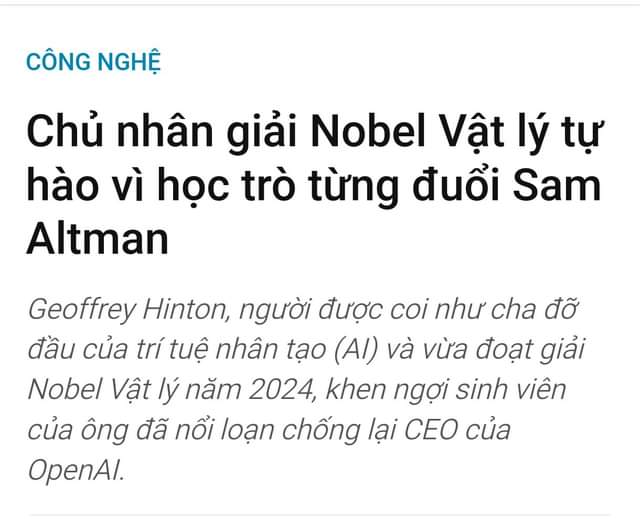 CÔNG NGHỆ
Chủ nhân giải Nobel Vật lý tự
hào vì học trò từng đuổi Sam
Altman
Geoffrey Hinton, người được coi như cha đỡ
đầu của trí tuệ nhân tạo (AI) và vừa đoạt giải
Nobel Vật lý năm 2024, khen ngợi sinh viên
của ông đã nổi loạn chống lại CEO của
OpenAI.